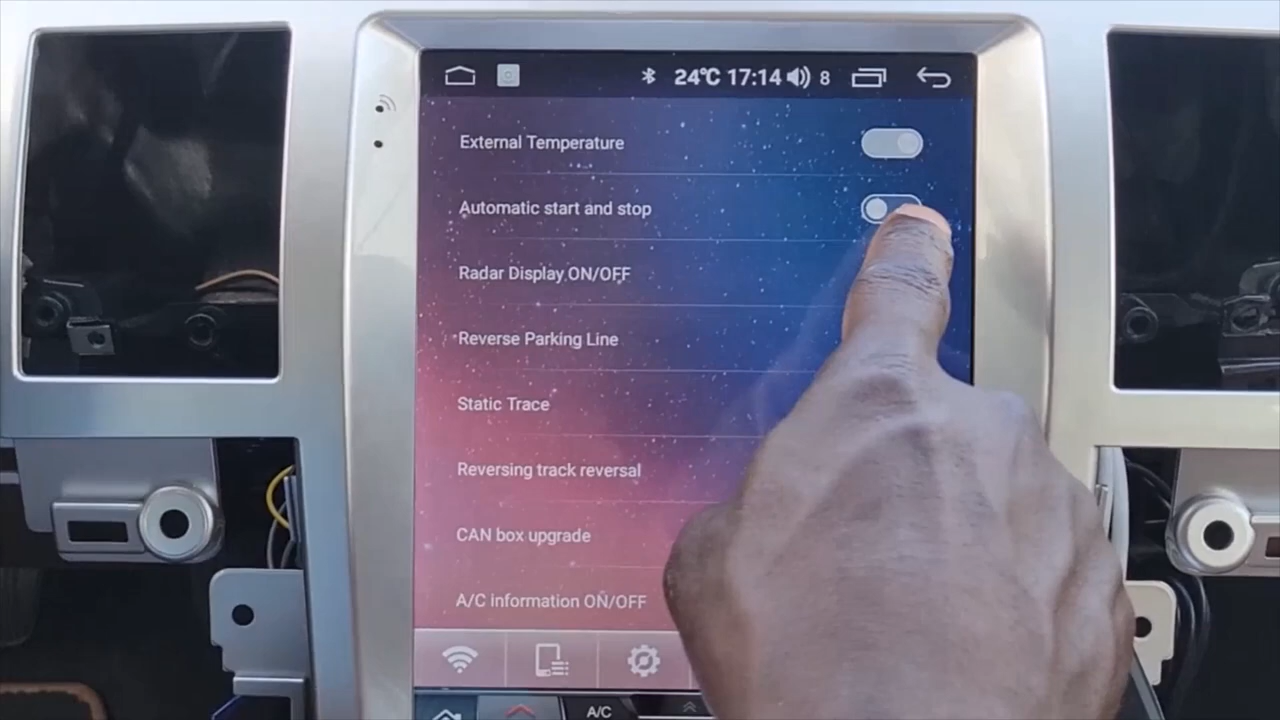 24℃ 17:14 8
External Temperature
Automatic start and stop
Radar Display ON/OFF
Reverse Parking Line
Static Trace
Reversing track reversal
CAN box upgrade
A/C information ON/OFF
A/C